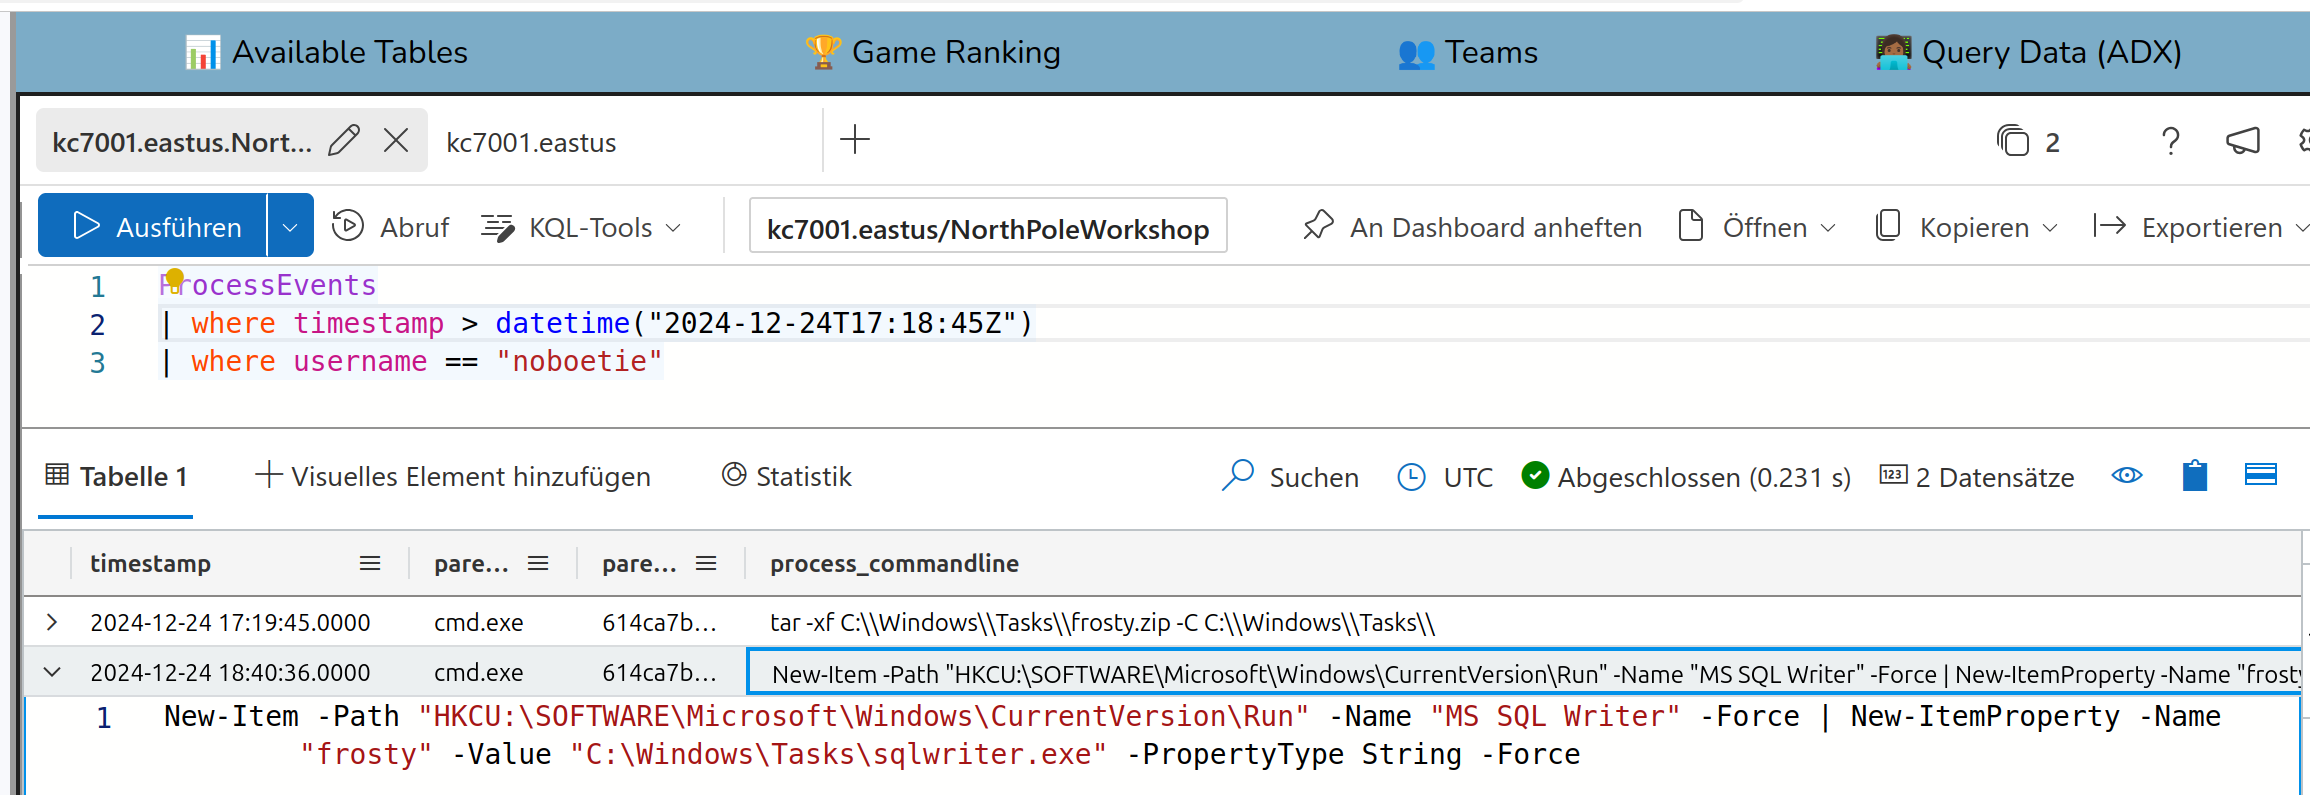 Available Tables
Game Ranking
Teams
Query Data (ADX)
kc7001.eastus.Nort...
kc7001.eastus
2
Ausführen
Abruf
KQL-Tools
kc7001.eastus/NorthPoleWorkshop
An Dashboard anheften
Öffnen
Kopieren
Exportieren
1 ProcessEvents
2 | where timestamp > datetime("2024-12-24T17:18:45Z")
3 | where username == "noboetie"
Tabelle 1
Visuelles Element hinzufügen
Statistik
Suchen
UTC
Abgeschlossen (0.231 s)
123 2 Datensätze
timestamp pare... pare... process_commandline
2024-12-24 17:19:45.0000 cmd.exe 614ca7b... tar -xf C:\\Windows\\Tasks\\frosty.zip -C C:\\Windows\\Tasks\\
2024-12-24 18:40:36.0000 cmd.exe 614ca7b... New-Item -Path "HKCU:\SOFTWARE\Microsoft\Windows\CurrentVersion\Run" -Name "MS SQL Writer" -Force | New-ItemProperty -Name "frosty
1 New-Item -Path "HKCU:\SOFTWARE\Microsoft\Windows\CurrentVersion\Run" -Name "MS SQL Writer" -Force | New-ItemProperty -Name
"frosty" -Value "C:\Windows\Tasks\sqlwriter.exe" -PropertyType String -Force